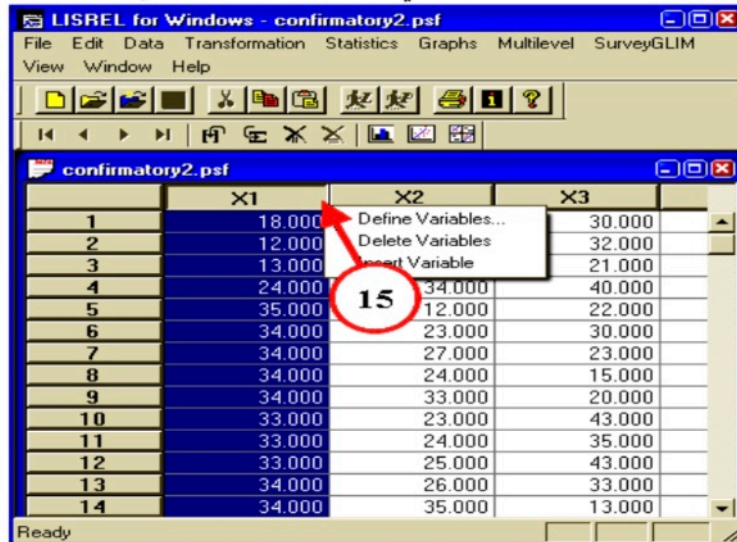 LISREL for Windows - confirmatory2.psf
File Edit Data Transformation Statistics Graphs Multilevel SurveyGLIM
View Window Help
confirmatory2.psf
X1 X2 X3
1 18.000 30.000
2 12.000 32.000
3 13.000 21.000
4 24.000 34.000 40.000
5 35.000 12.000 22.000
6 34.000 23.000 30.000
7 34.000 27.000 23.000
8 34.000 24.000 15.000
9 34.000 33.000 20.000
10 33.000 23.000 43.000
11 33.000 24.000 35.000
12 33.000 25.000 43.000
13 34.000 26.000 33.000
14 34.000 35.000 13.000
Define Variables...
Delete Variables
Insert Variable
15
Ready